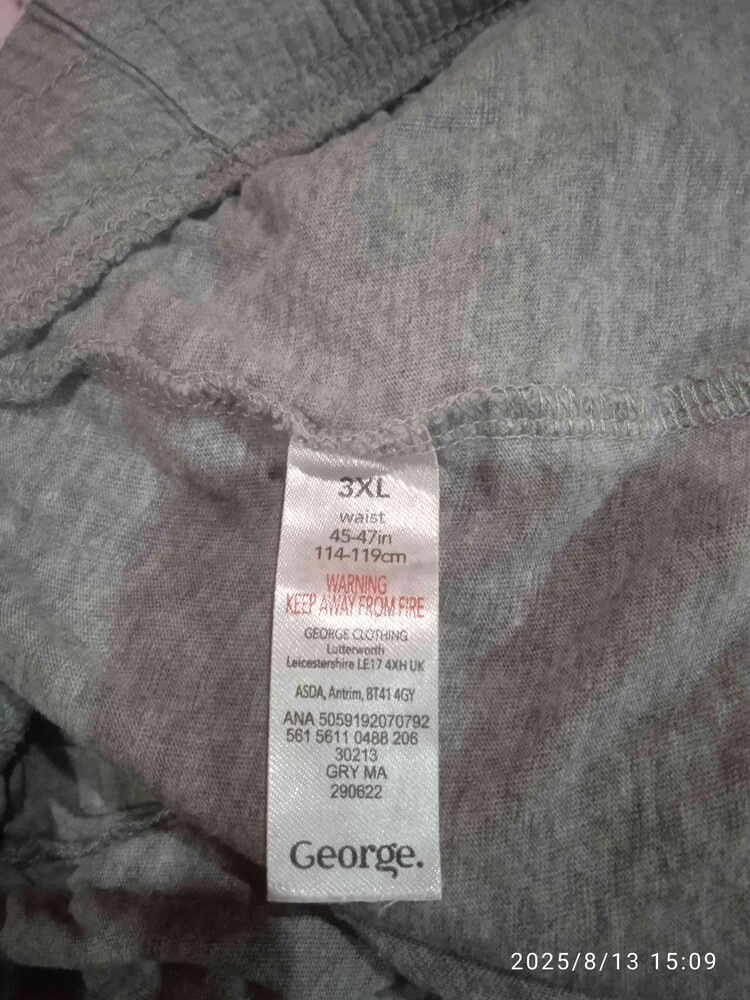 3XL
waist
45-47in
114-119cm
WARNING
KEEP AWAY FROM FIRE
GEORGE CLOTHING
Lutterworth
Leicestershire LE17 4XH UK
ASDA, Antrim, BT41 4GY
ANA 5059192070792
561 5611 0488 206
30213
GRY MA
290622
George.
2025/8/13 15:09